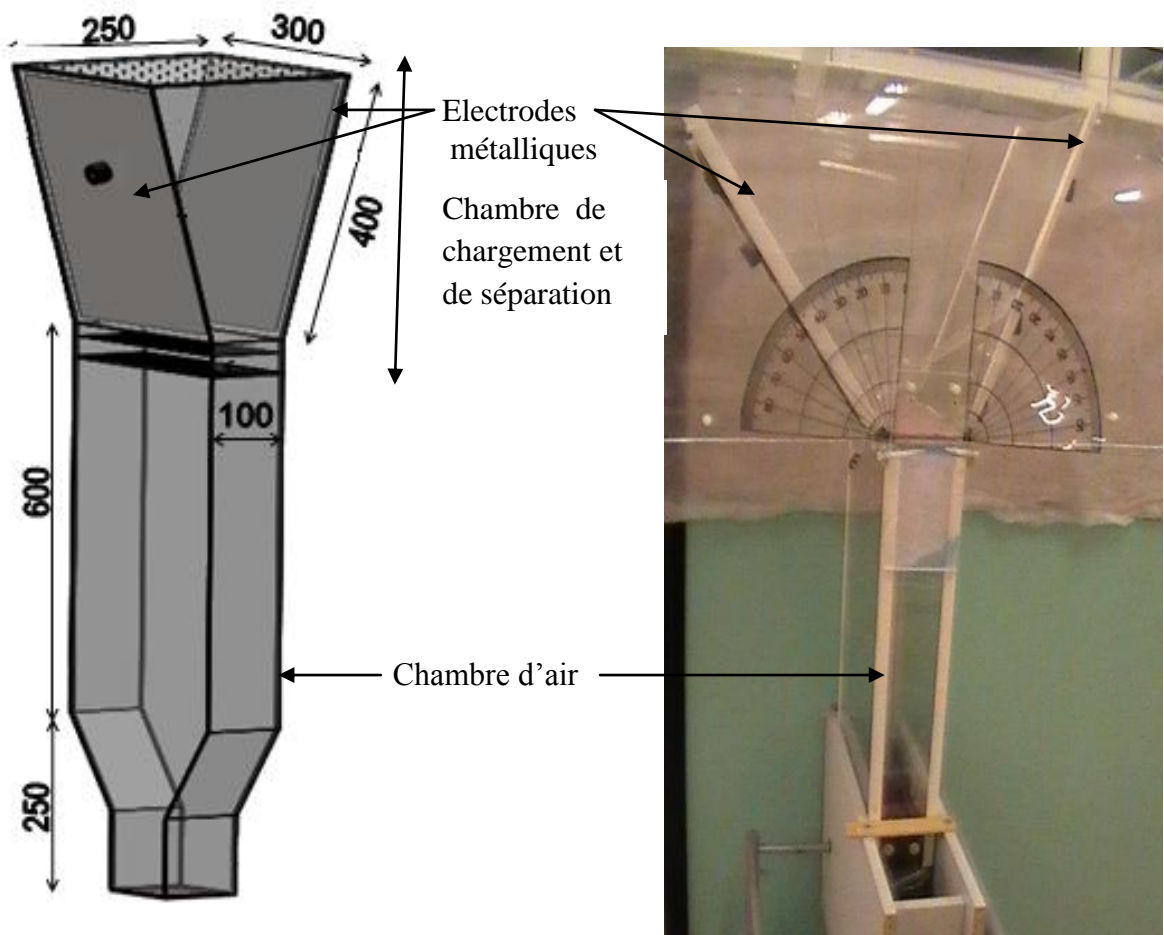 250
300
400
Electrodes
métalliques
Chambre de
chargement et
de séparation
100
600
Chambre d’air
250